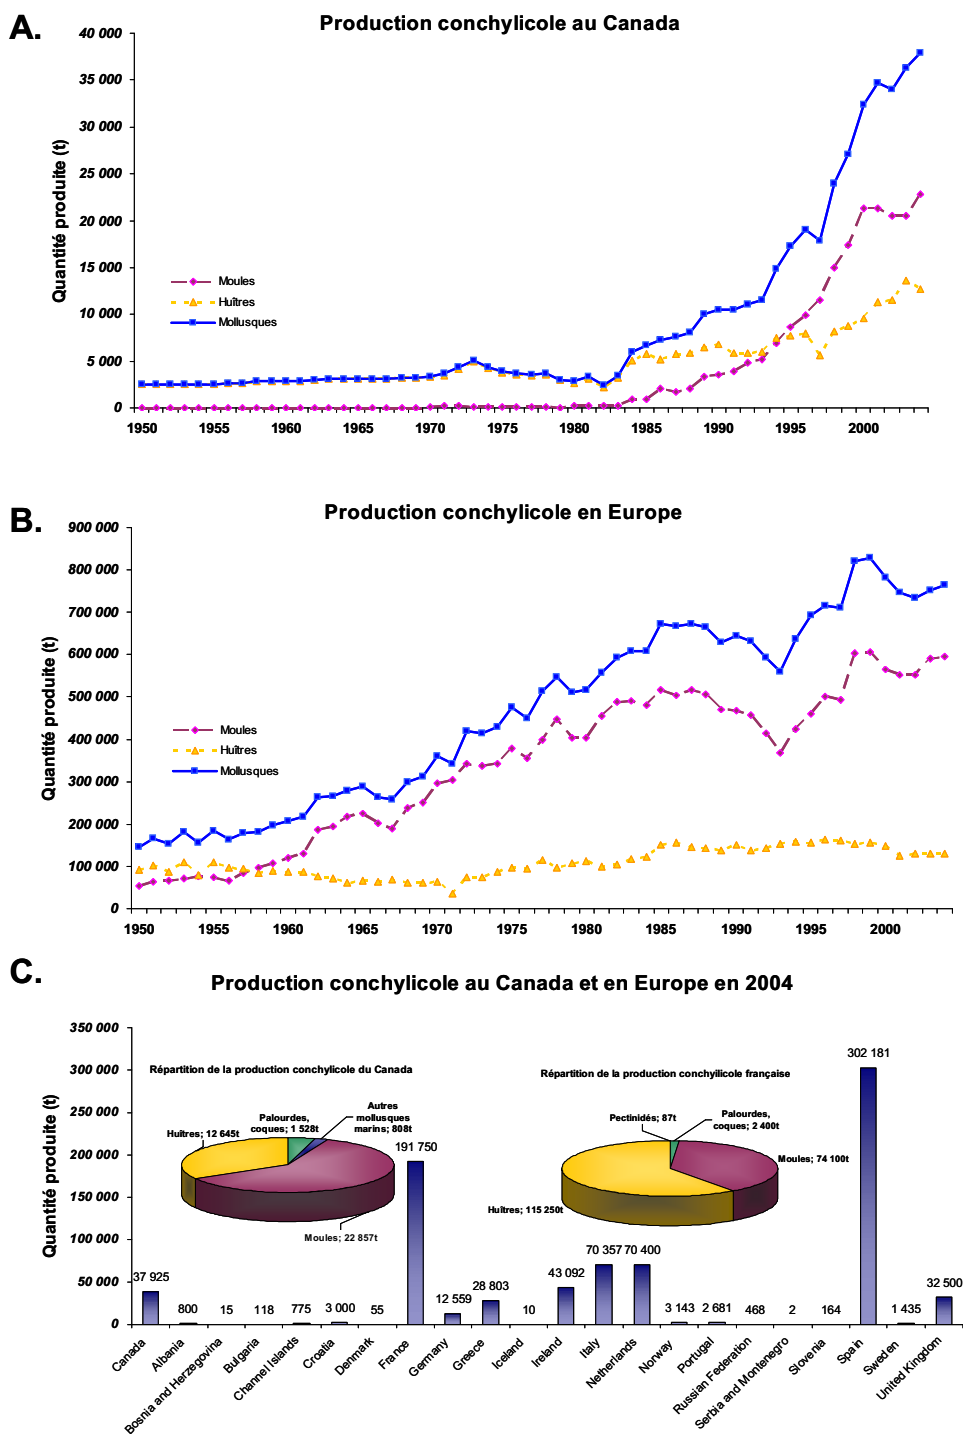 A.
Production conchylicole au Canada
Quantité produite (t)
40 000
35 000
30 000
25 000
20 000
15 000
10 000
5 000
0
Moules
Huîtres
Mollusques
1950 1955 1960 1965 1970 1975 1980 1985 1990 1995 2000
B.
Production conchylicole en Europe
Quantité produite (t)
900 000
800 000
700 000
600 000
500 000
400 000
300 000
200 000
100 000
0
Moules
Huîtres
Mollusques
1950 1955 1960 1965 1970 1975 1980 1985 1990 1995 2000
C.
Production conchylicole au Canada et en Europe en 2004
Quantité produite (t)
350 000
300 000
250 000
200 000
150 000
100 000
50 000
0
Répartition de la production conchylicole du Canada
Huîtres; 12 645t
Palourdes,
coques; 1 528t
Autres
mollusques
marins; 808t
Moules; 22 857t
Répartition de la production conchyilicole française
Pectinidés; 87t
Palourdes,
coques; 2 400t
Moules; 74 100t
Huîtres; 115 250t
37 925 800 15 118 775 3 000 55 191 750 12 559 28 803 10 43 092 70 357 70 400 3 143 2 681 468 2 164 302 181 1 435 32 500
Canada
Albania
Bosnia and Herzegovina
Bulgaria
Channel Islands
Croatia
Denmark
France
Germany
Greece
Iceland
Ireland
Italy
Netherlands
Norway
Portugal
Russian Federation
Serbia and Montenegro
Slovenia
Spain
Sweden
United Kingdom